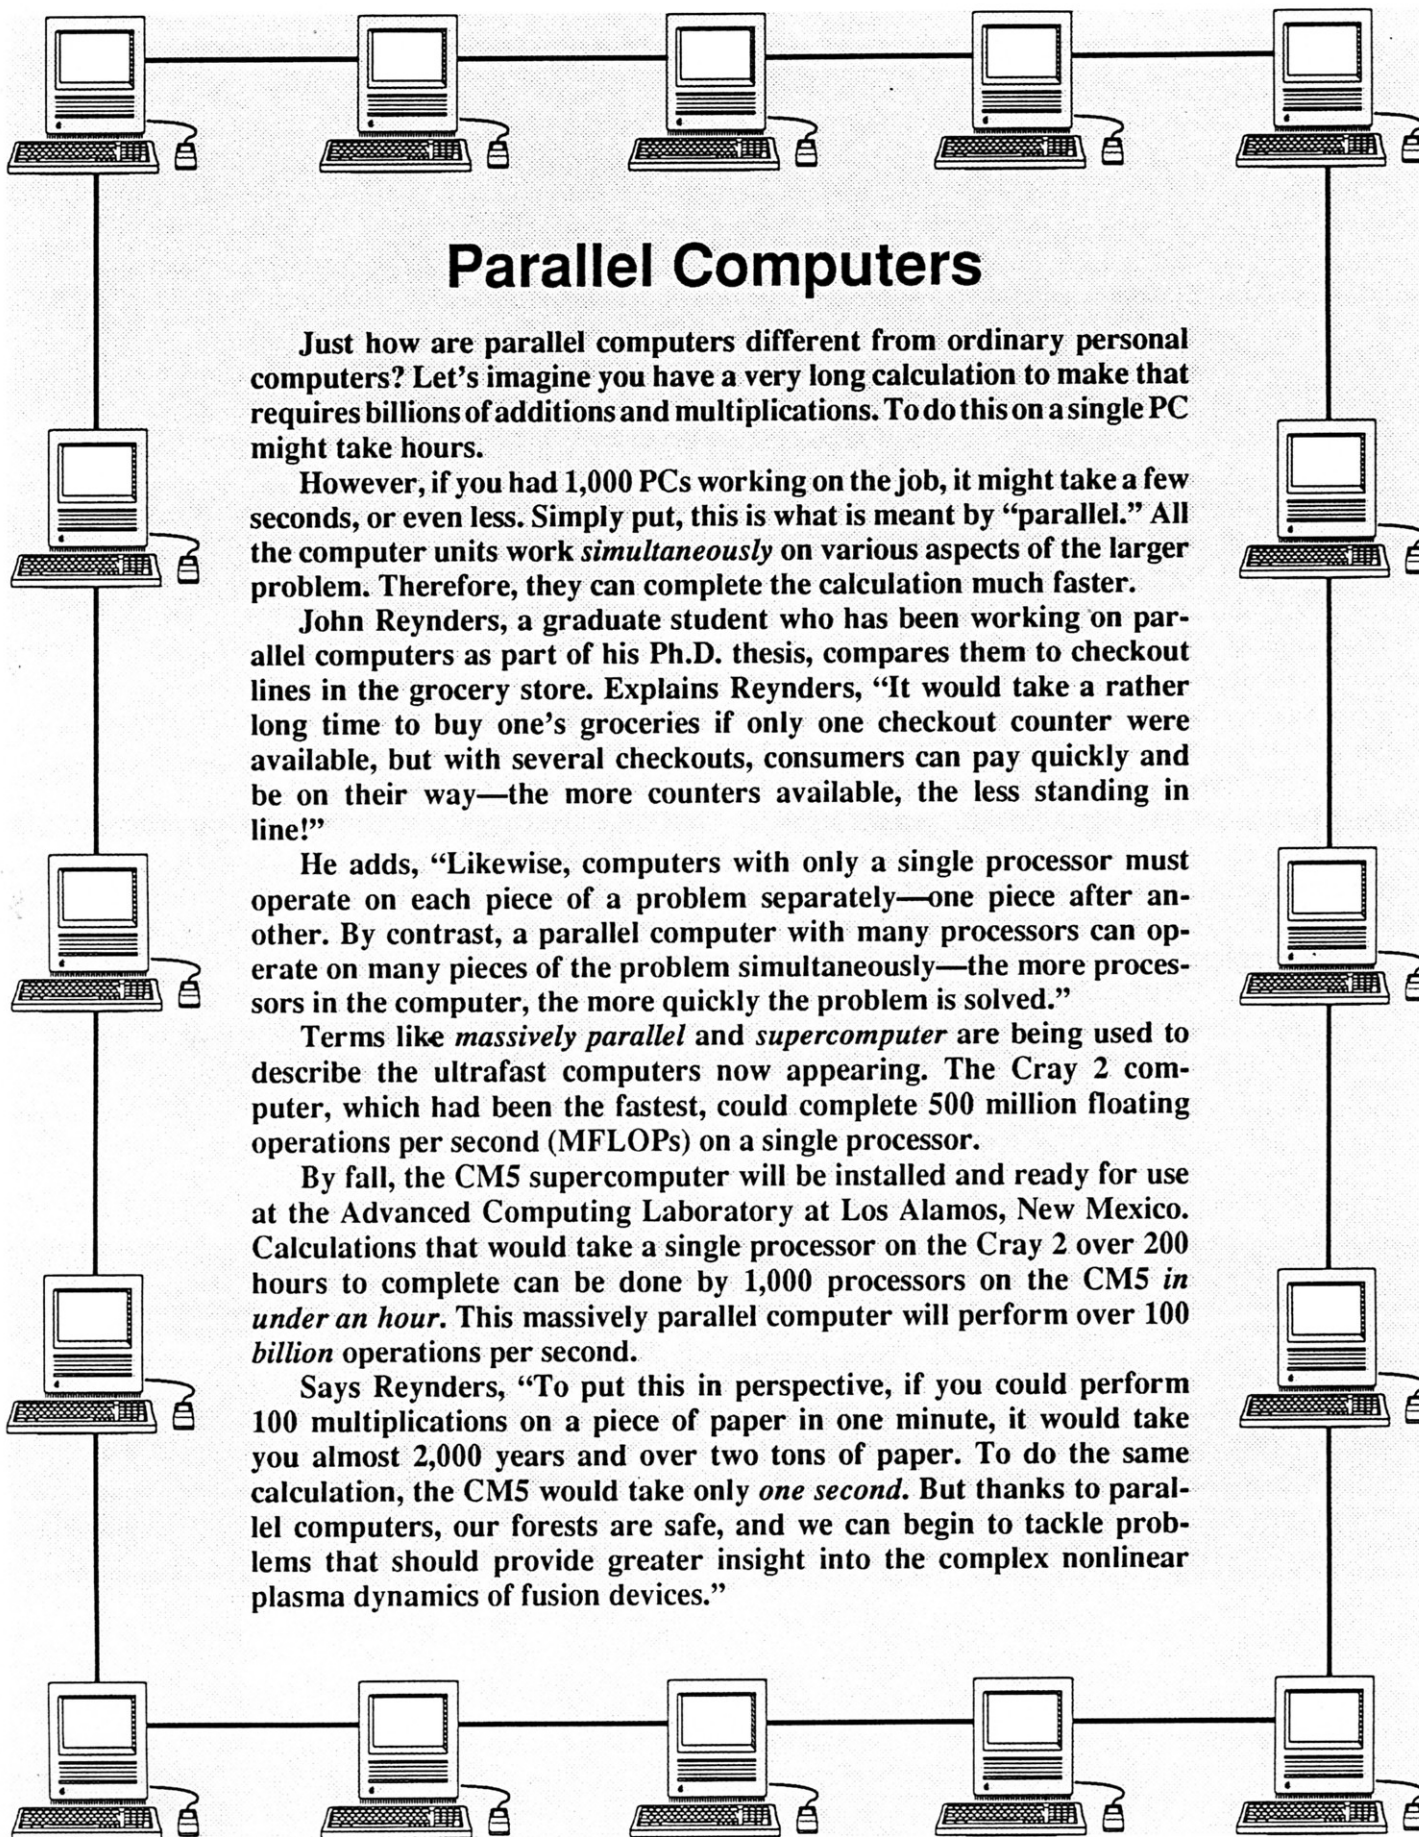 Parallel Computers
Just how are parallel computers different from ordinary personal
computers? Let's imagine you have a very long calculation to make that
requires billions of additions and multiplications. To do this on a single PC
might take hours.
However, if you had 1,000 PCs working on the job, it might take a few
seconds, or even less. Simply put, this is what is meant by “parallel.” All
the computer units work simultaneously on various aspects of the larger
problem. Therefore, they can complete the calculation much faster.
John Reynders, a graduate student who has been working on par-
allel computers as part of his Ph.D. thesis, compares them to checkout
lines in the grocery store. Explains Reynders, “It would take a rather
long time to buy one’s groceries if only one checkout counter were
available, but with several checkouts, consumers can pay quickly and
be on their way—the more counters available, the less standing in
line!”
He adds, “Likewise, computers with only a single processor must
operate on each piece of a problem separately—one piece after an-
other. By contrast, a parallel computer with many processors can op-
erate on many pieces of the problem simultaneously—the more proces-
sors in the computer, the more quickly the problem is solved.”
Terms like massively parallel and supercomputer are being used to
describe the ultrafast computers now appearing. The Cray 2 com-
puter, which had been the fastest, could complete 500 million floating
operations per second (MFLOPs) on a single processor.
By fall, the CM5 supercomputer will be installed and ready for use
at the Advanced Computing Laboratory at Los Alamos, New Mexico.
Calculations that would take a single processor on the Cray 2 over 200
hours to complete can be done by 1,000 processors on the CM5 in
under an hour. This massively parallel computer will perform over 100
billion operations per second.
Says Reynders, “To put this in perspective, if you could perform
100 multiplications on a piece of paper in one minute, it would take
you almost 2,000 years and over two tons of paper. To do the same
calculation, the CM5 would take only one second. But thanks to paral-
lel computers, our forests are safe, and we can begin to tackle prob-
lems that should provide greater insight into the complex nonlinear
plasma dynamics of fusion devices.”